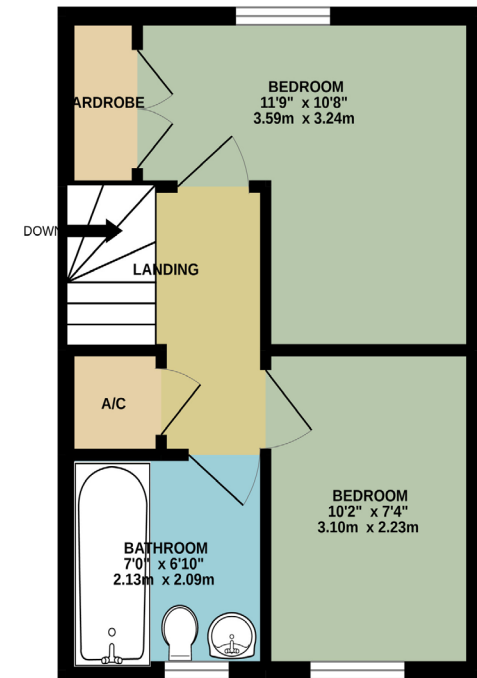 ARDROBE
BEDROOM
11'9" x 10'8"
3.59m x 3.24m
DOWN
LANDING
A/C
BEDROOM
10'2" x 7'4"
3.10m x 2.23m
BATHROOM
7'0" x 6'10"
2.13m x 2.09m